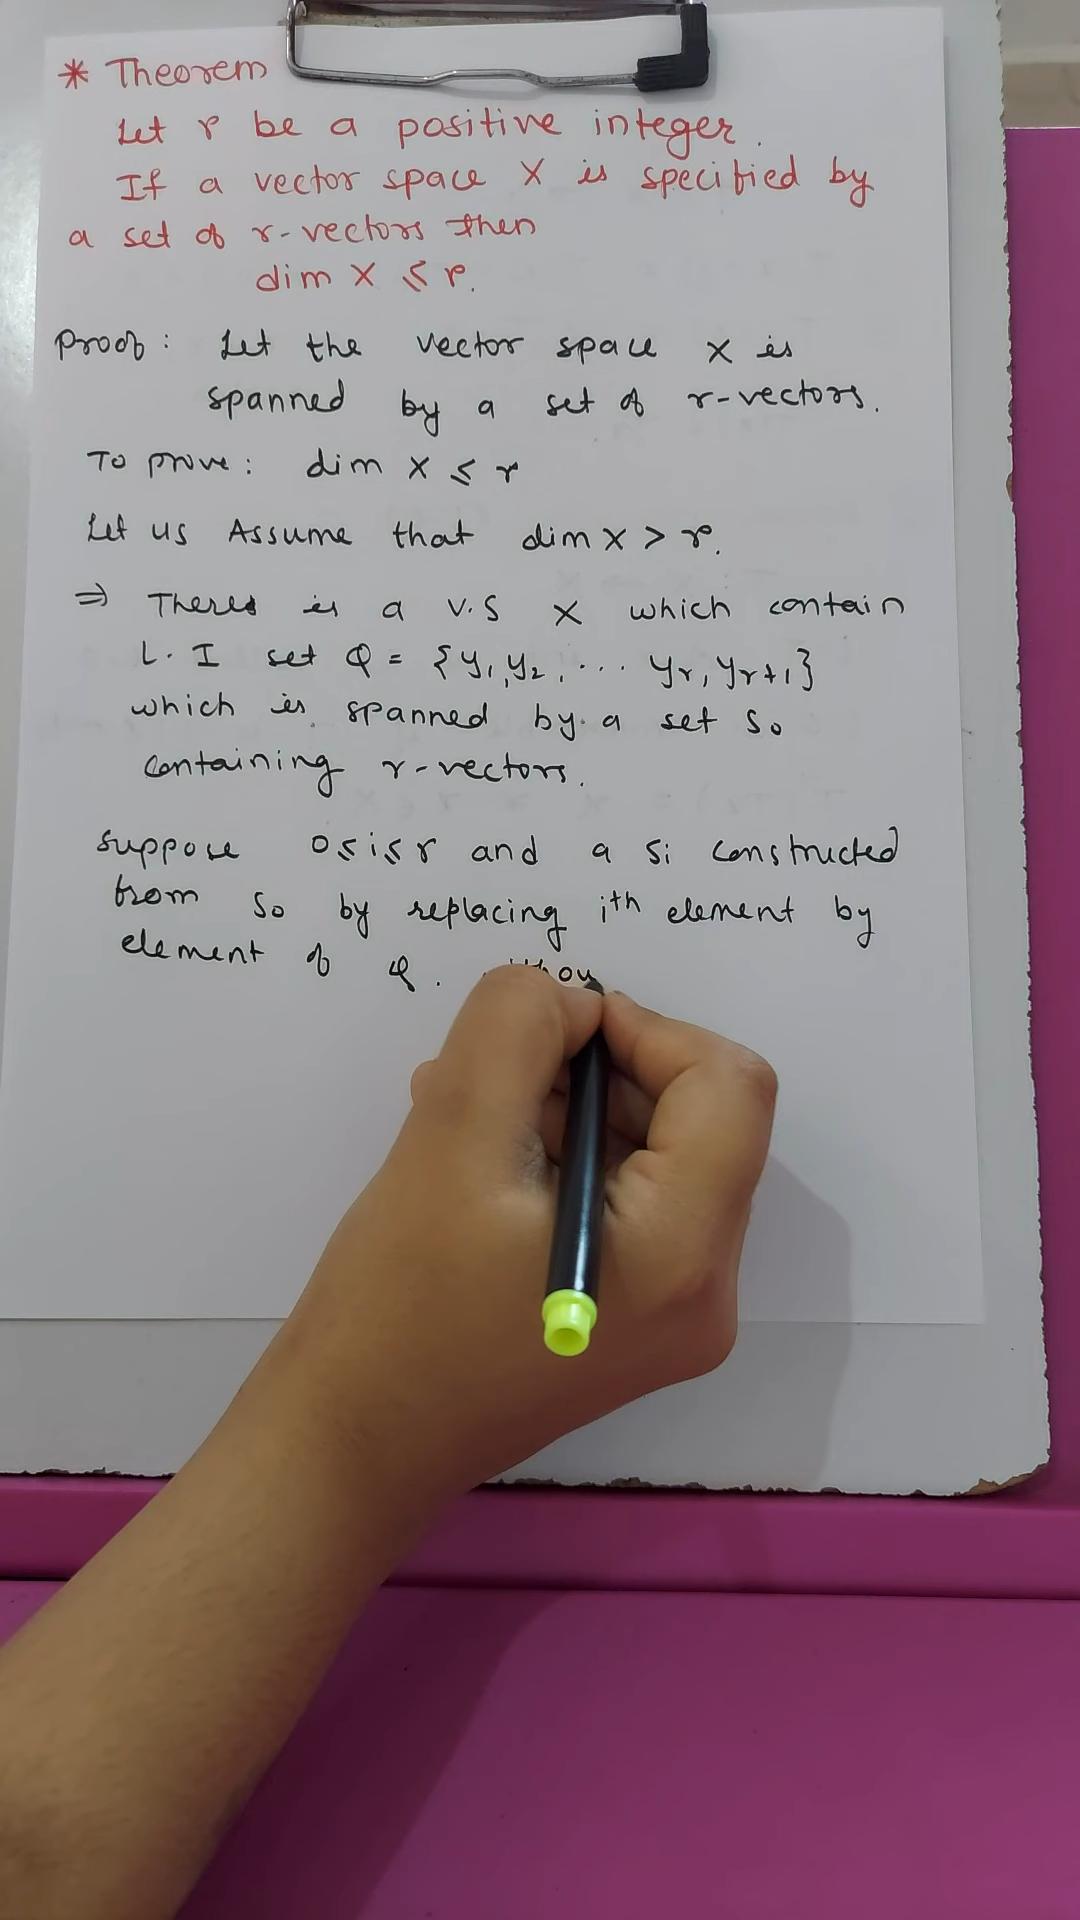 * Theorem
Let r be a positive integer.
If a vector space X is specified by
a set of r-vectors then
dim X ≤ r.
Proof: Let the vector space X is
spanned by a set of r-vectors.
To prove: dim X ≤ r
Let us Assume that dim X > r.
⇒ There is a V.S X which contain
L.I set Q = {y₁, y₂, ... yr, yr+1}
which is spanned by a set So
containing r-vectors.
Suppose 0≤i≤r and a Si constructed
from So by replacing ith element by
element of Q.